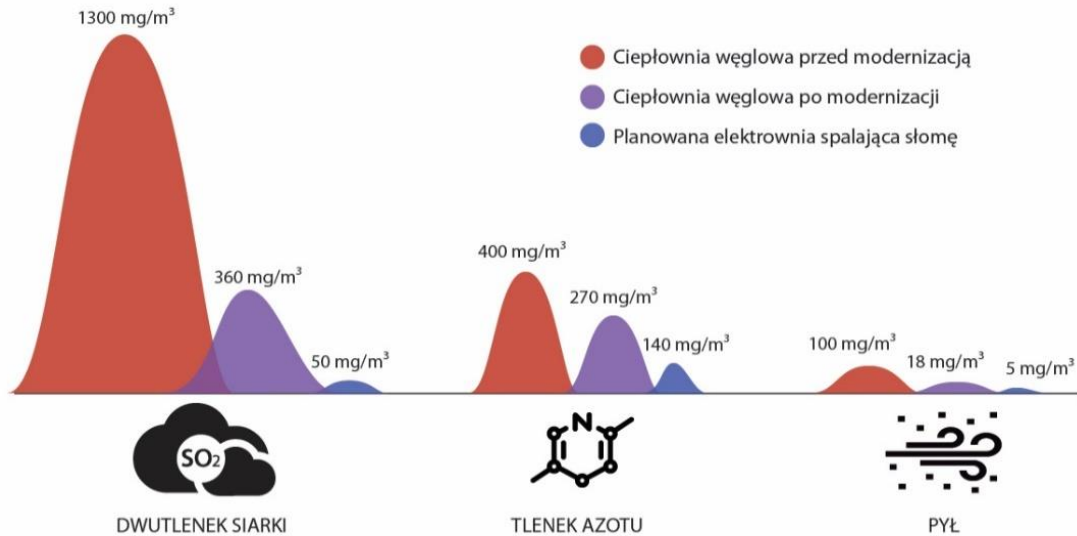 1300 mg/m³
Ciepłownia węglowa przed modernizacją
Ciepłownia węglowa po modernizacji
Planowana elektrownia spalająca słomę
400 mg/m³
360 mg/m³
270 mg/m³
140 mg/m³
100 mg/m³
50 mg/m³
18 mg/m³
5 mg/m³
SO₂
N
DWUTLENEK SIARKI
TLENEK AZOTU
PYŁ